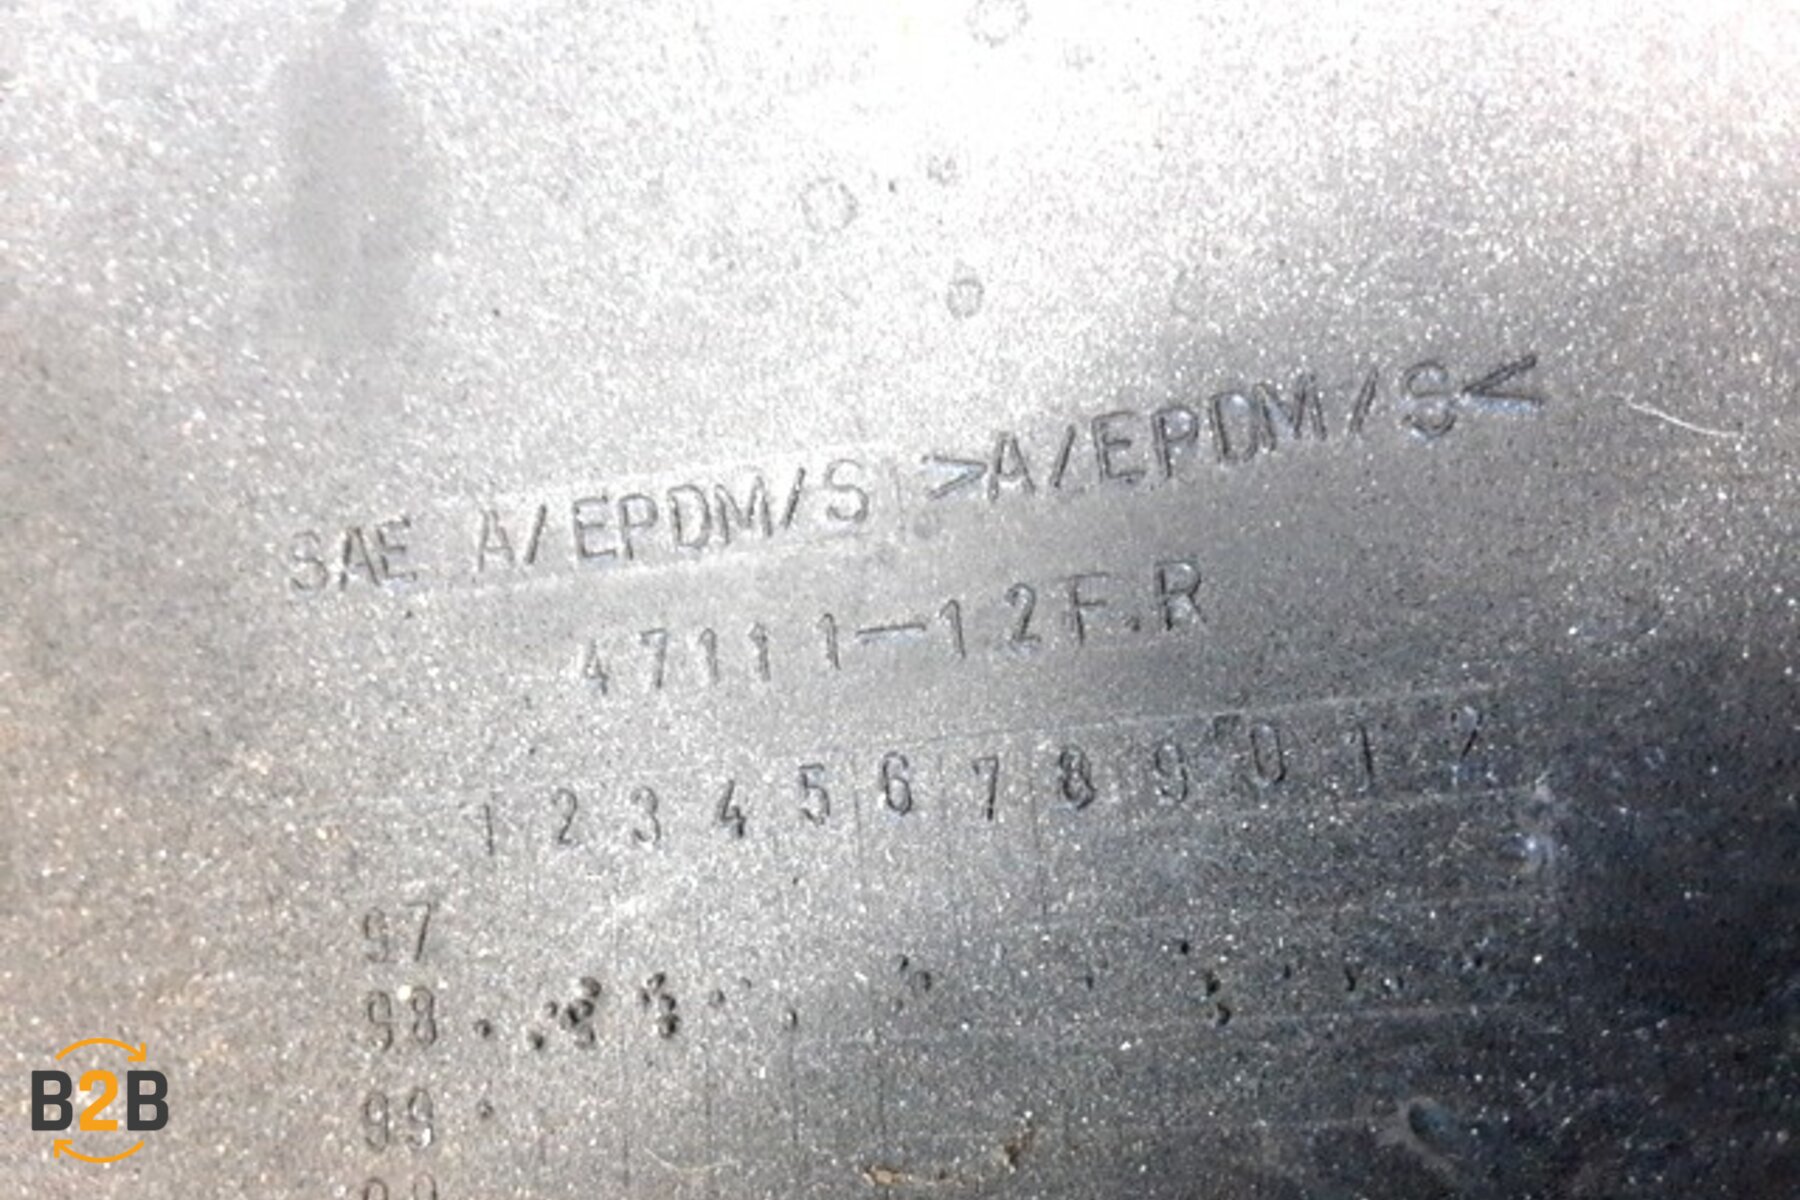 SAE A/EPDM/S >A/EPDM/S<
47111-12F.R
1 2 3 4 5 6 7 8 9 0 1 2
97
98
99
B2B